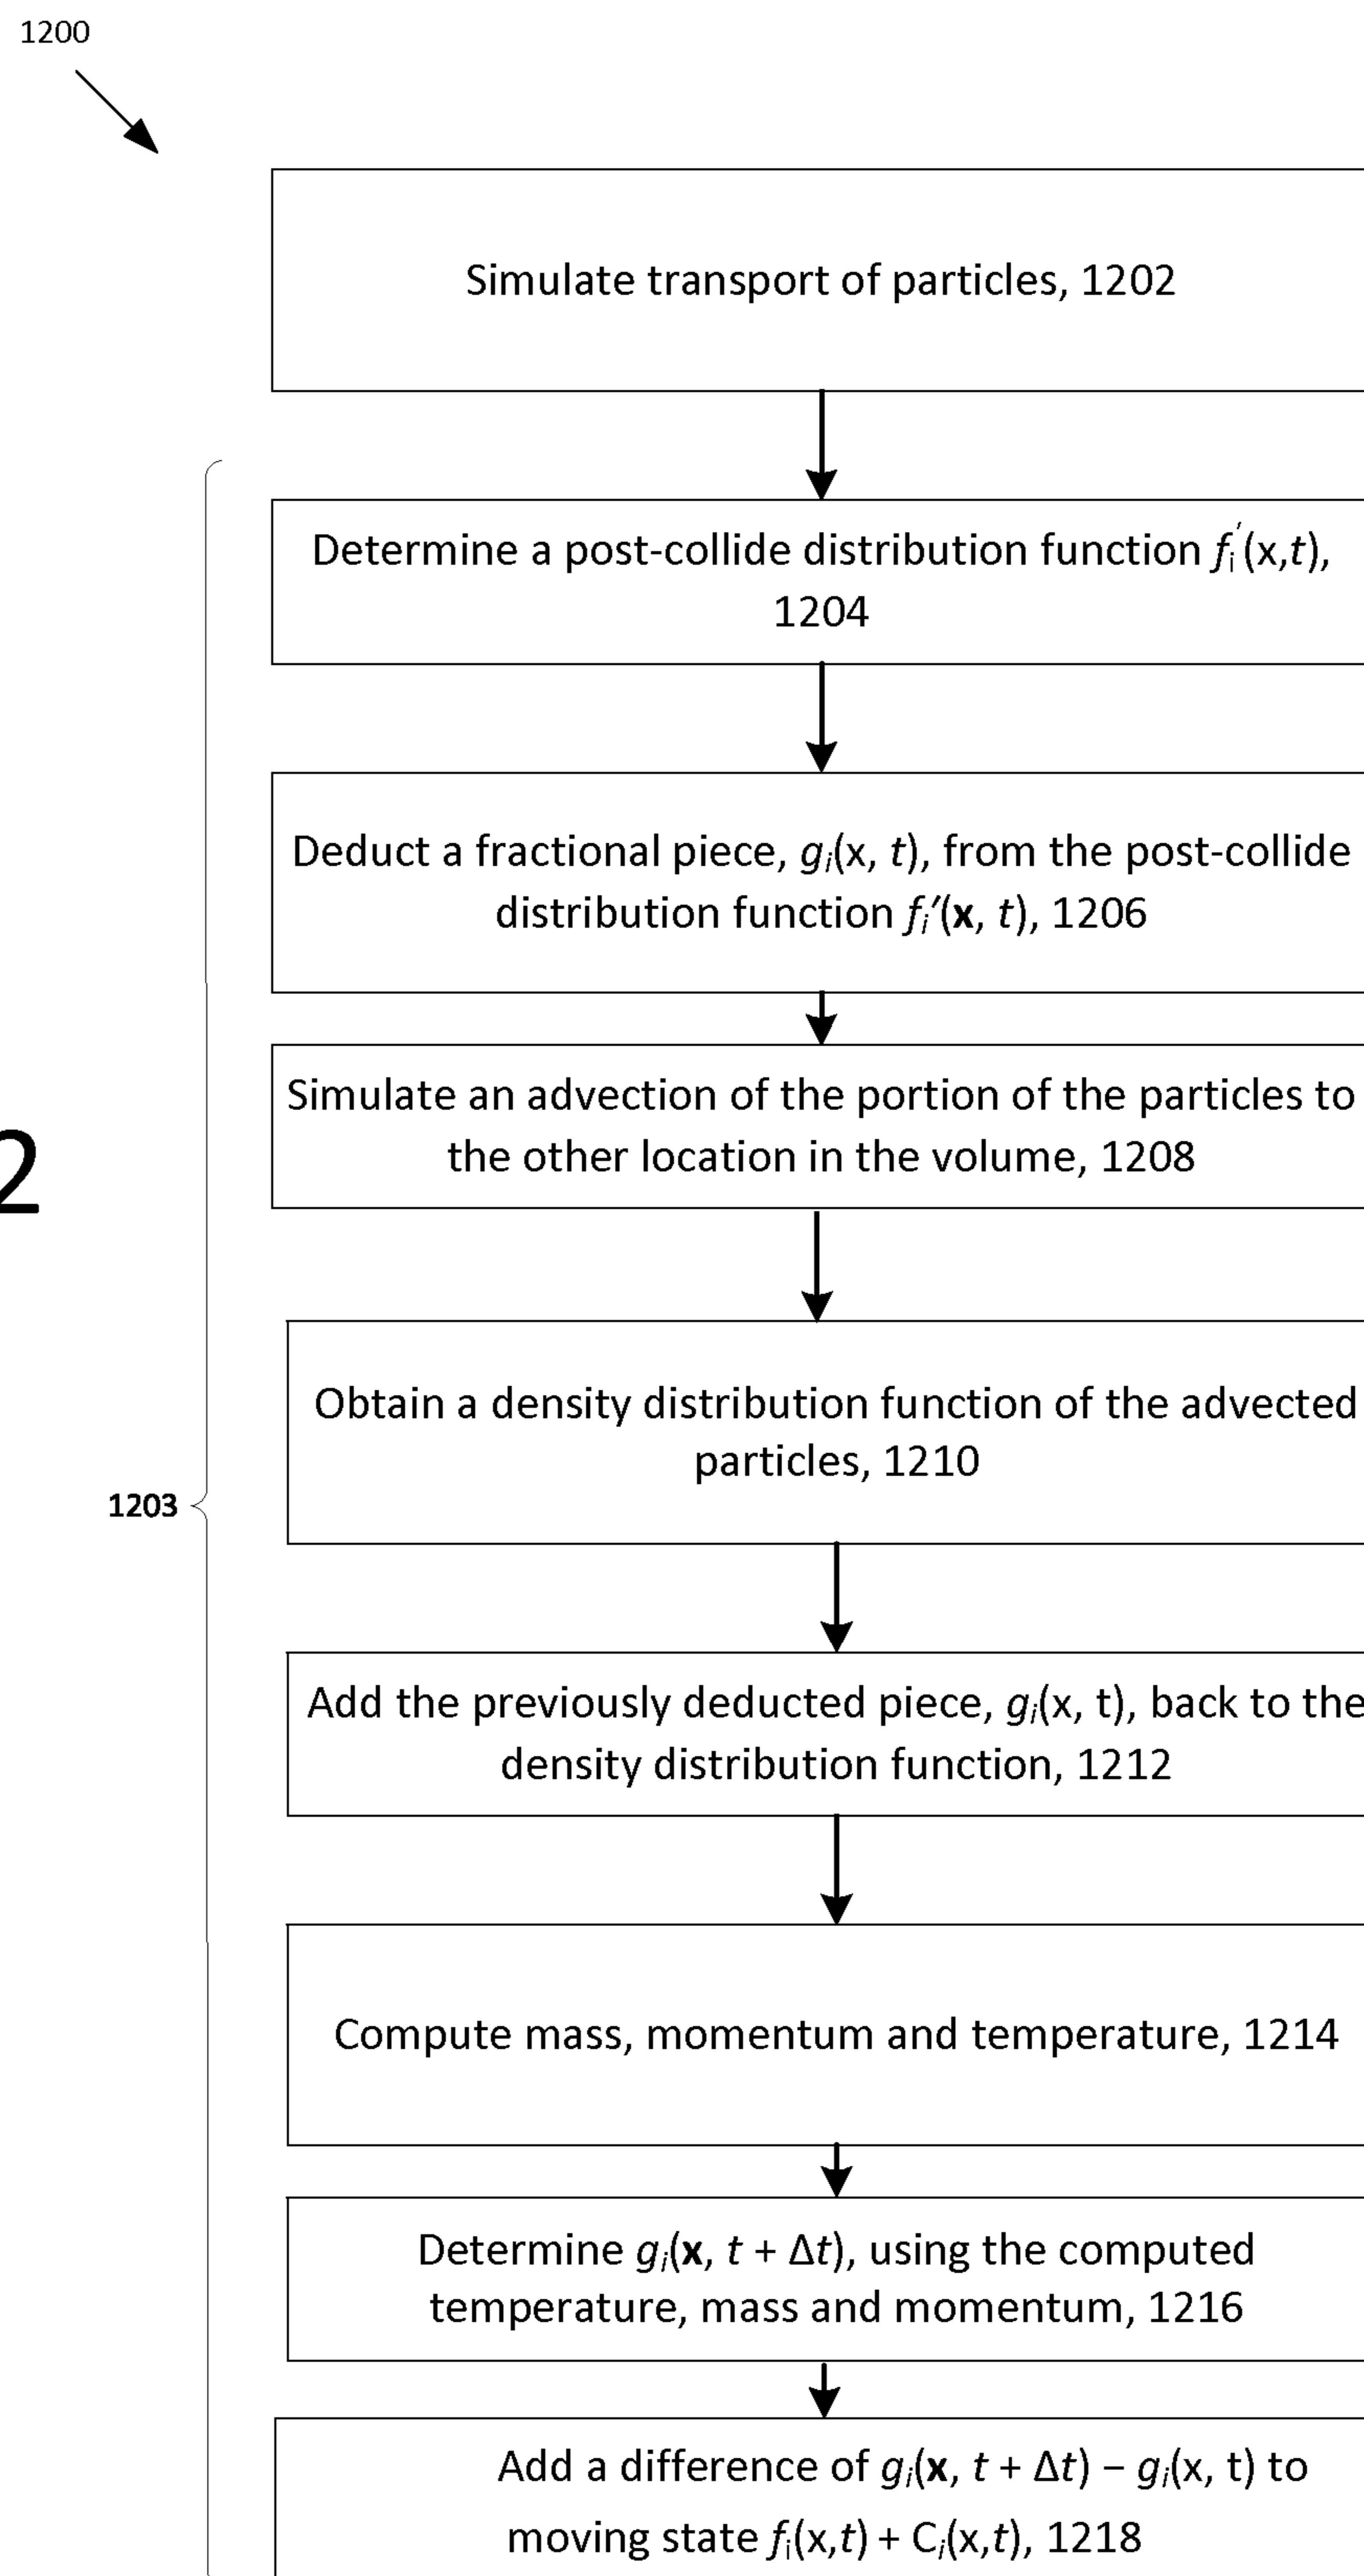 1200
Simulate transport of particles, 1202
Determine a post-collide distribution function fi′(x,t),
1204
Deduct a fractional piece, gi(x, t), from the post-collide
distribution function fi′(x, t), 1206
Simulate an advection of the portion of the particles to
the other location in the volume, 1208
2
Obtain a density distribution function of the advected
particles, 1210
1203
Add the previously deducted piece, gi(x, t), back to the
density distribution function, 1212
Compute mass, momentum and temperature, 1214
Determine gi(x, t + Δt), using the computed
temperature, mass and momentum, 1216
Add a difference of gi(x, t + Δt) – gi(x, t) to
moving state fi(x,t) + Ci(x,t), 1218